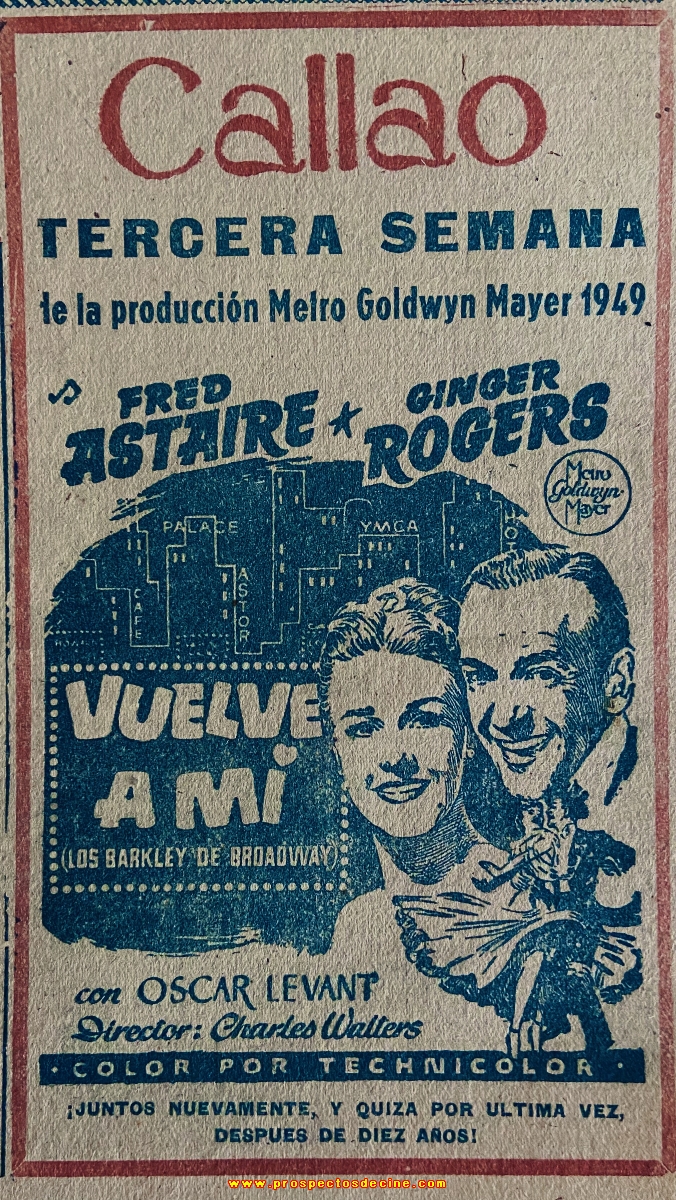 Callao
TERCERA SEMANA
de la producción Metro Goldwyn Mayer 1949
FRED ASTAIRE ★ GINGER ROGERS
Metro
Goldwyn
Mayer
PALACE
YMCA
HOT
CAFE
ASTOR
VUELVE
A MI
(LOS BARKLEY DE BROADWAY)
con OSCAR LEVANT
Director: Charles Walters
· COLOR POR TECHNICOLOR ·
¡JUNTOS NUEVAMENTE, Y QUIZA POR ULTIMA VEZ,
DESPUES DE DIEZ AÑOS!
www.prospectosdecine.com